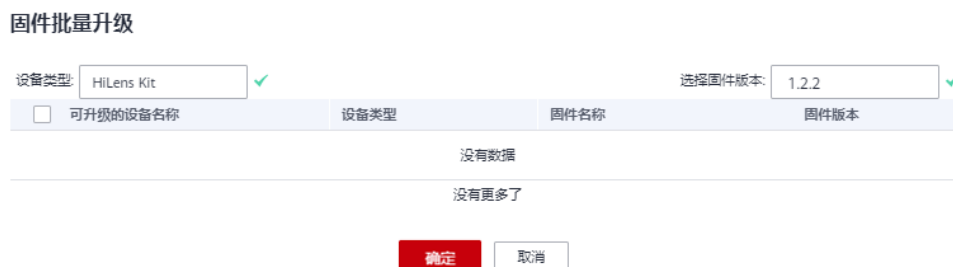 固件批量升级
设备类型: HiLens Kit 选择固件版本: 1.2.2
可升级的设备名称 设备类型 固件名称 固件版本
没有数据
没有更多了
确定 取消